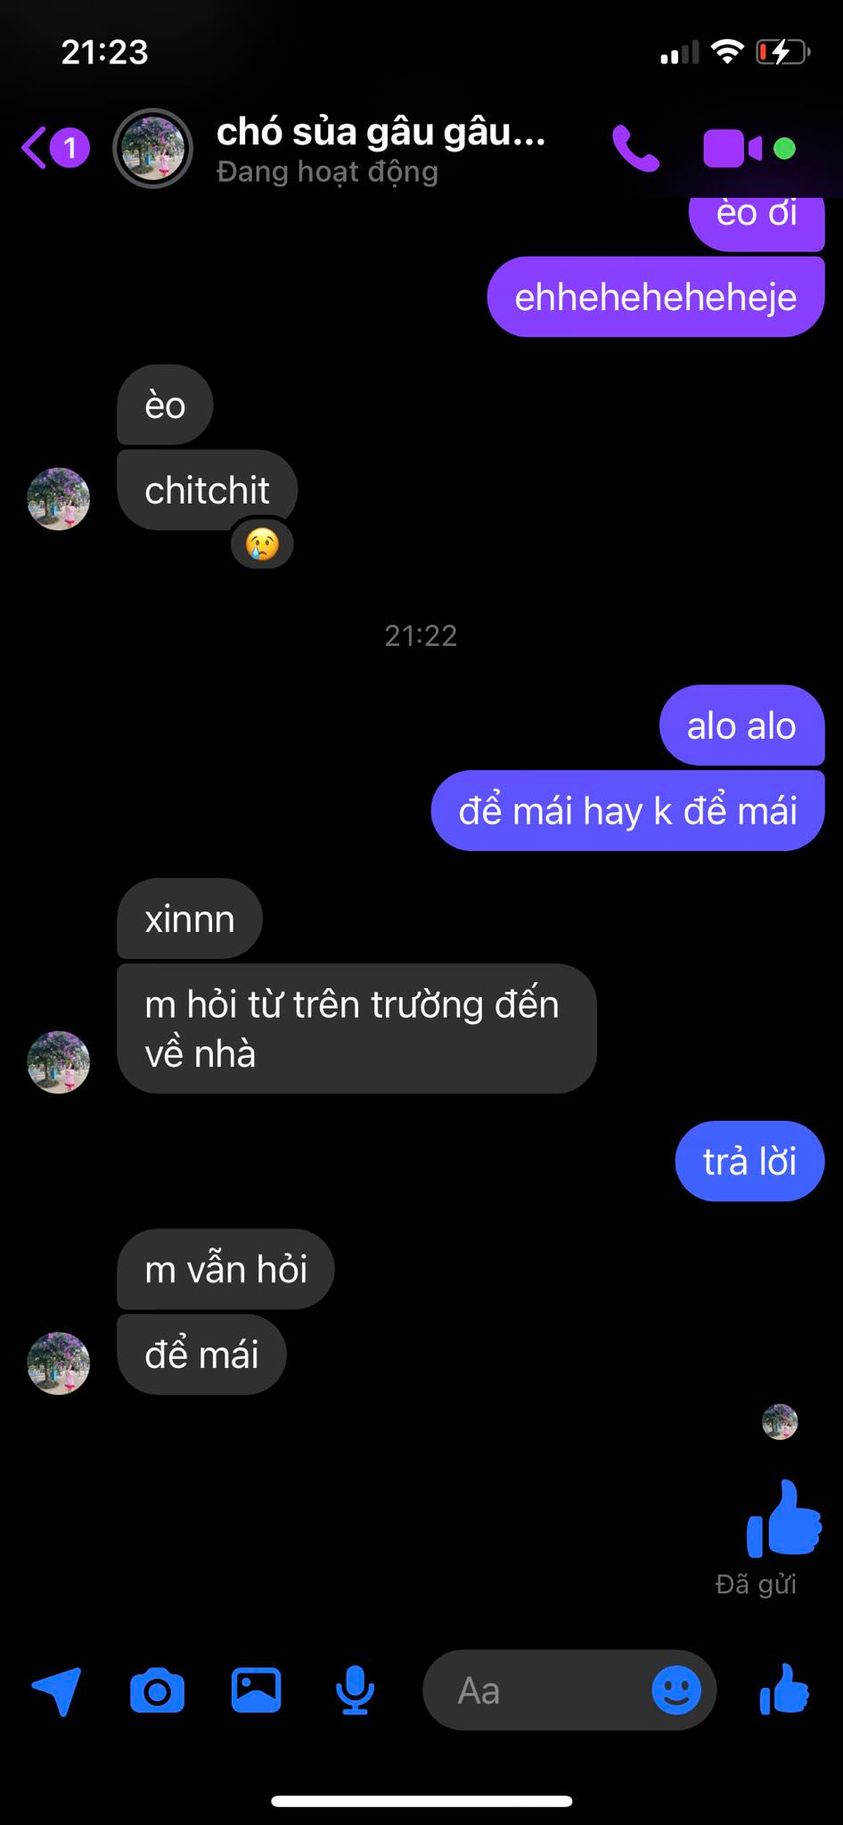 21:23
1
chó sủa gâu gâu...
Đang hoạt động
èo ơi
ehheheheheheje
èo
chitchit
21:22
alo alo
để mái hay k để mái
xinnn
m hỏi từ trên trường đến
về nhà
trả lời
m vẫn hỏi
để mái
Đã gửi
Aa